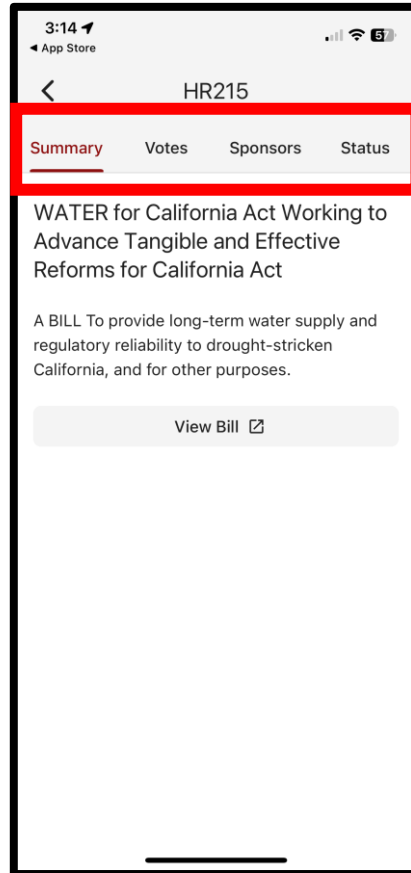 3:14
57
◀ App Store
HR215
Summary Votes Sponsors Status
WATER for California Act Working to
Advance Tangible and Effective
Reforms for California Act
A BILL To provide long-term water supply and
regulatory reliability to drought-stricken
California, and for other purposes.
View Bill